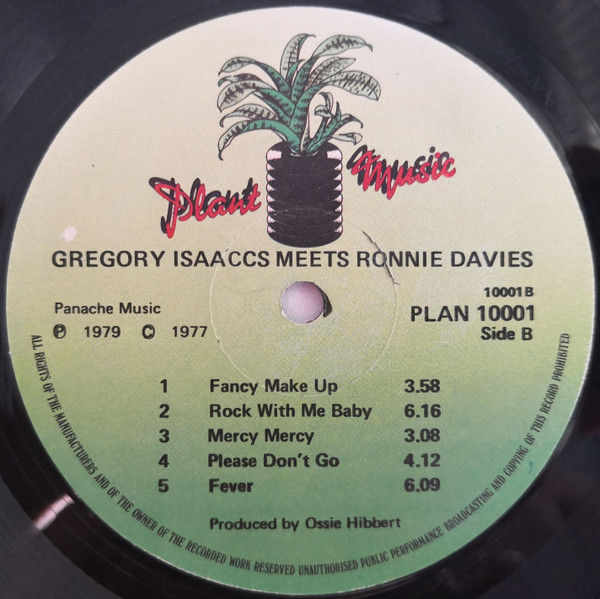 Plant Music
GREGORY ISAACCS MEETS RONNIE DAVIES
10001B
Panache Music
PLAN 10001
℗ 1979 © 1977
Side B
1 Fancy Make Up 3.58
2 Rock With Me Baby 6.16
3 Mercy Mercy 3.08
4 Please Don't Go 4.12
5 Fever 6.09
Produced by Ossie Hibbert
ALL RIGHTS OF THE MANUFACTURERS AND OF THE OWNER OF THE RECORDED WORK RESERVED UNAUTHORISED PUBLIC PERFORMANCE BROADCASTING AND COPYING OF THIS RECORD PROHIBITED